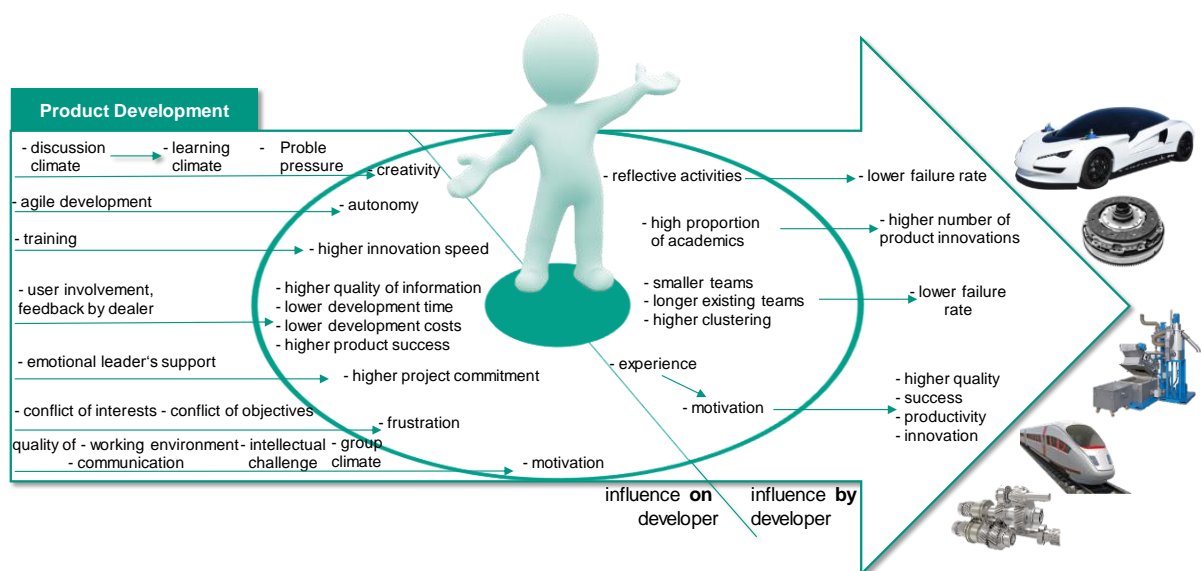 Product Development
- discussion
climate
- learning
climate
- Proble
pressure
- creativity
- agile development
- autonomy
- training
- higher innovation speed
- user involvement,
feedback by dealer
- higher quality of information
- lower development time
- lower development costs
- higher product success
- emotional leader‘s support
- higher project commitment
- conflict of interests - conflict of objectives
- frustration
quality of - working environment
- communication
- intellectual
challenge
- group
climate
- motivation
- reflective activities
- lower failure rate
- high proportion
of academics
- higher number of
product innovations
- smaller teams
- longer existing teams
- higher clustering
- lower failure
rate
- experience
- motivation
- higher quality
- success
- productivity
- innovation
influence on
developer
influence by
developer